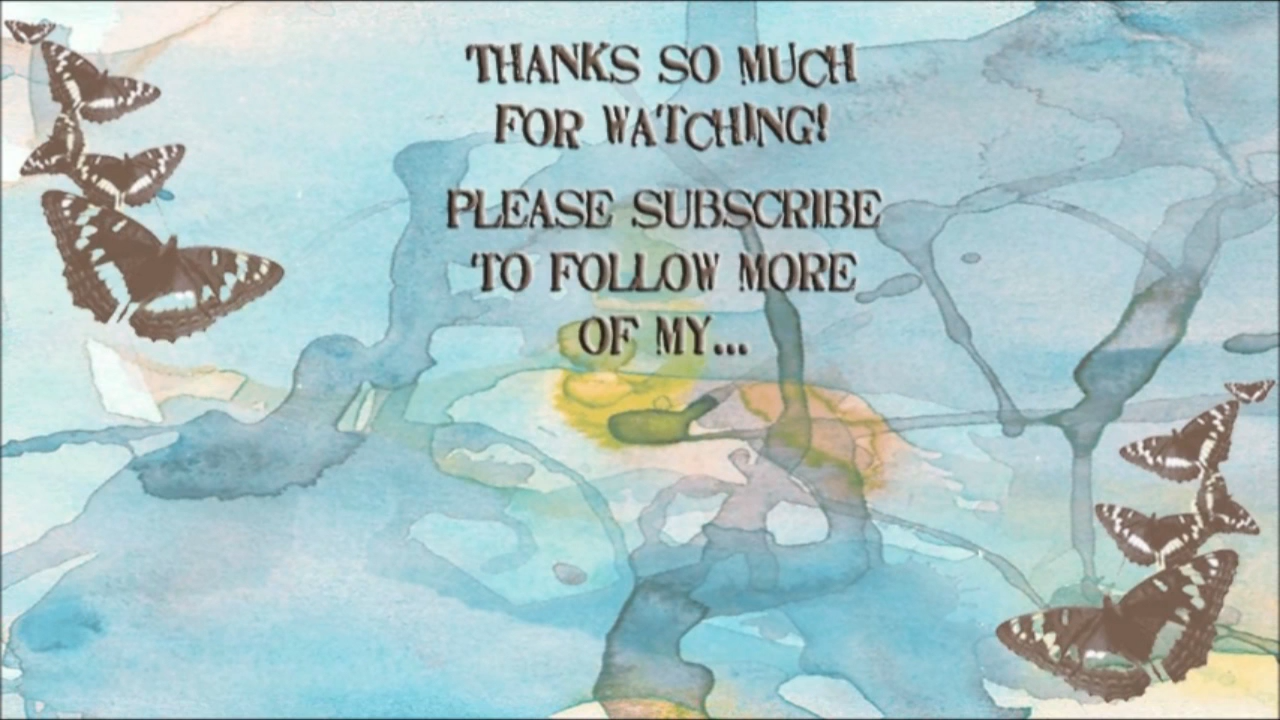 THANKS SO MUCH
FOR WATCHING!
PLEASE SUBSCRIBE
TO FOLLOW MORE
OF MY...